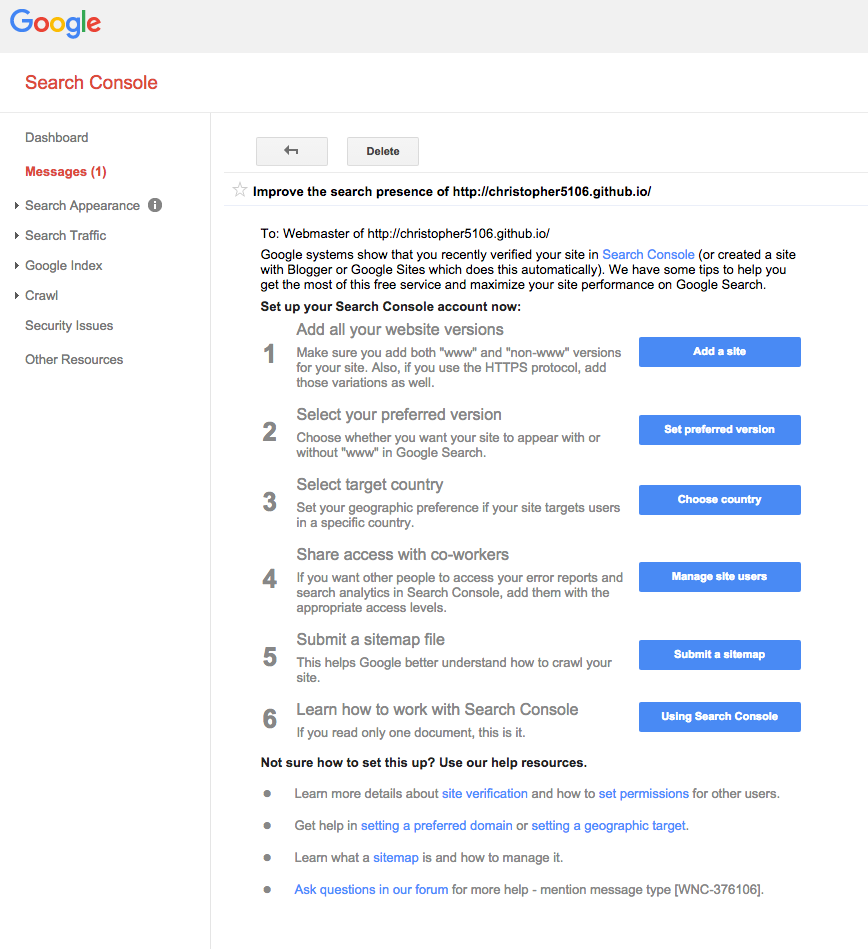 Google
Search Console
Dashboard
Messages (1)
Search Appearance
Search Traffic
Google Index
Crawl
Security Issues
Other Resources
Delete
Improve the search presence of http://christopher5106.github.io/
To: Webmaster of http://christopher5106.github.io/
Google systems show that you recently verified your site in Search Console (or created a site
with Blogger or Google Sites which does this automatically). We have some tips to help you
get the most of this free service and maximize your site performance on Google Search.
Set up your Search Console account now:
1
Add all your website versions
Make sure you add both "www" and "non-www" versions
for your site. Also, if you use the HTTPS protocol, add
those variations as well.
Add a site
2
Select your preferred version
Choose whether you want your site to appear with or
without "www" in Google Search.
Set preferred version
3
Select target country
Set your geographic preference if your site targets users
in a specific country.
Choose country
4
Share access with co-workers
If you want other people to access your error reports and
search analytics in Search Console, add them with the
appropriate access levels.
Manage site users
5
Submit a sitemap file
This helps Google better understand how to crawl your
site.
Submit a sitemap
6
Learn how to work with Search Console
If you read only one document, this is it.
Using Search Console
Not sure how to set this up? Use our help resources.
Learn more details about site verification and how to set permissions for other users.
Get help in setting a preferred domain or setting a geographic target.
Learn what a sitemap is and how to manage it.
Ask questions in our forum for more help - mention message type [WNC-376106].